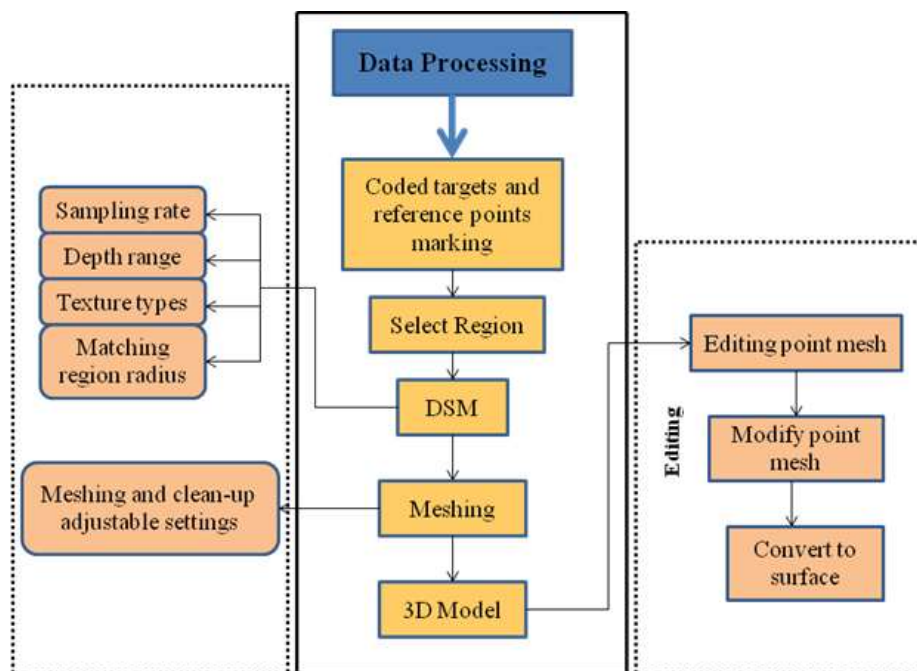 Data Processing
Coded targets and
reference points
marking
Select Region
DSM
Meshing
3D Model
Sampling rate
Depth range
Texture types
Matching
region radius
Meshing and clean-up
adjustable settings
Editing
Editing point mesh
Modify point
mesh
Convert to
surface